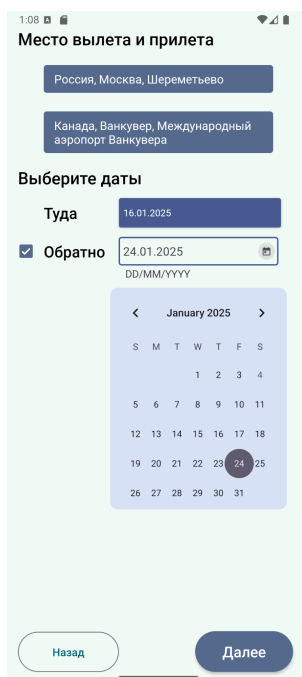 1:08
Место вылета и прилета
Россия, Москва, Шереметьево
Канада, Ванкувер, Международный
аэропорт Ванкувера
Выберите даты
Туда 16.01.2025
Обратно 24.01.2025
DD/MM/YYYY
January 2025
S M T W T F S
1 2 3 4
5 6 7 8 9 10 11
12 13 14 15 16 17 18
19 20 21 22 23 24 25
26 27 28 29 30 31
Назад Далее